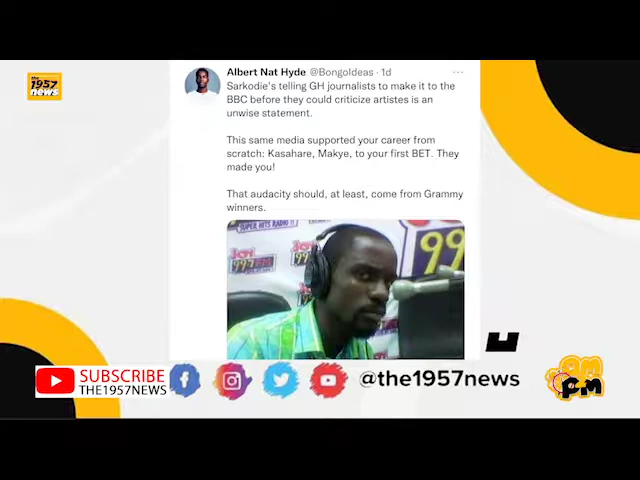 the
1957
news
Albert Nat Hyde @BongoIdeas · 1d
Sarkodie's telling GH journalists to make it to the
BBC before they could criticize artistes is an
unwise statement.
This same media supported your career from
scratch: Kasahare, Makye, to your first BET. They
made you!
That audacity should, at least, come from Grammy
winners.
SUPER HITS RADIO !!
99.7 FM
99
SUBSCRIBE
THE1957NEWS
@the1957news
AM
FM